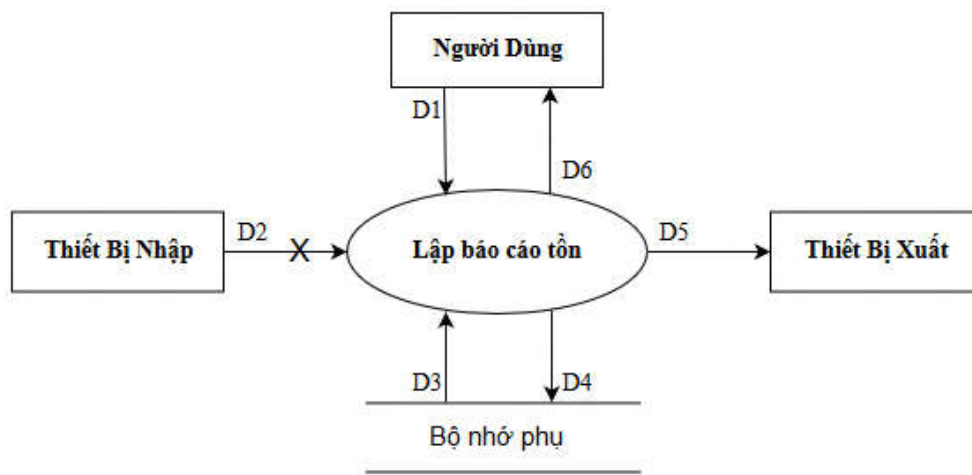 Người Dùng
D1
D6
Thiết Bị Nhập
D2
X
Lập báo cáo tồn
D5
Thiết Bị Xuất
D3
D4
Bộ nhớ phụ